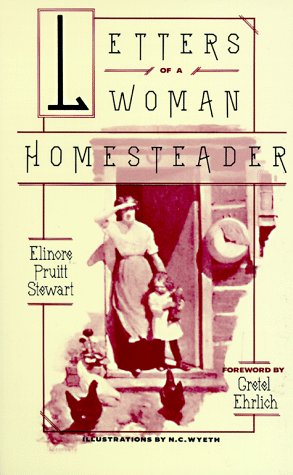 LETTERS
OF A
WOMAN
HOMESTEADER
Elinore
Pruitt
Stewart
FOREWORD BY
Gretel
Ehrlich
ILLUSTRATIONS BY N.C. WYETH